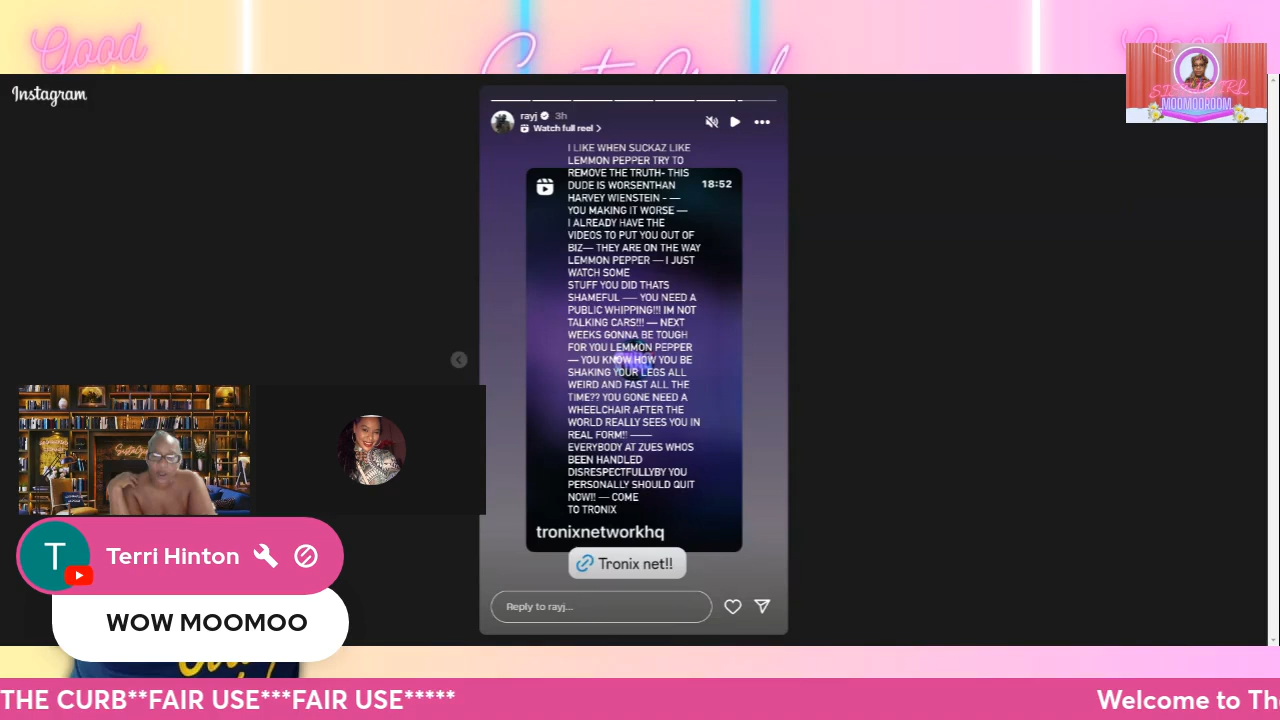 Good
Instagram
rayj 3h
Watch full reel >
I LIKE WHEN SUCKAZ LIKE
LEMMON PEPPER TRY TO
REMOVE THE TRUTH- THIS
DUDE IS WORSENTHAN
HARVEY WIENSTEIN - —
YOU MAKING IT WORSE —
I ALREADY HAVE THE
VIDEOS TO PUT YOU OUT OF
BIZ— THEY ARE ON THE WAY
LEMMON PEPPER — I JUST
WATCH SOME
STUFF YOU DID THATS
SHAMEFUL —— YOU NEED A
PUBLIC WHIPPING!!! IM NOT
TALKING CARS!!! — NEXT
WEEKS GONNA BE TOUGH
FOR YOU LEMMON PEPPER
— YOU KNOW HOW YOU BE
SHAKING YOUR LEGS ALL
WEIRD AND FAST ALL THE
TIME?? YOU GONE NEED A
WHEELCHAIR AFTER THE
WORLD REALLY SEES YOU IN
REAL FORM!! ——
EVERYBODY AT ZUES WHOS
BEEN HANDLED
DISRESPECTFULLYBY YOU
PERSONALLY SHOULD QUIT
NOW!! — COME
TO TRONIX
18:52
tronixnetworkhq
Tronix net!!
Reply to rayj...
MOOMOOROOM
T
Terri Hinton
WOW MOOMOO
THE CURB**FAIR USE***FAIR USE*****
Welcome to Th